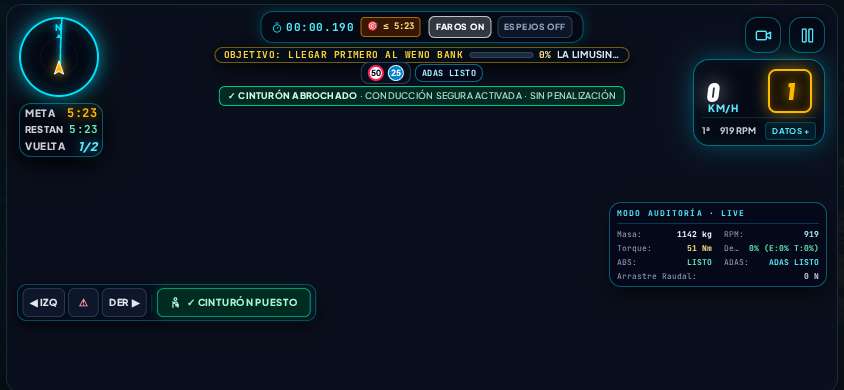 N
00:00.190 🎯 ≤ 5:23 FAROS ON ESPEJOS OFF
OBJETIVO: LLEGAR PRIMERO AL WENO BANK 0% LA LIMUSIN…
50 25 ADAS LISTO
✓ CINTURÓN ABROCHADO · CONDUCCIÓN SEGURA ACTIVADA · SIN PENALIZACIÓN
META 5:23
RESTAN 5:23
VUELTA 1/2
0 1
KM/H
1ª 919 RPM DATOS +
MODO AUDITORÍA · LIVE
Masa: 1142 kg RPM: 919
Torque: 51 Nm De… 0% (E:0% T:0%)
ABS: LISTO ADAS: ADAS LISTO
Arrastre Raudal: 0 N
◀ IZQ ⚠ DER ▶ ✓ CINTURÓN PUESTO